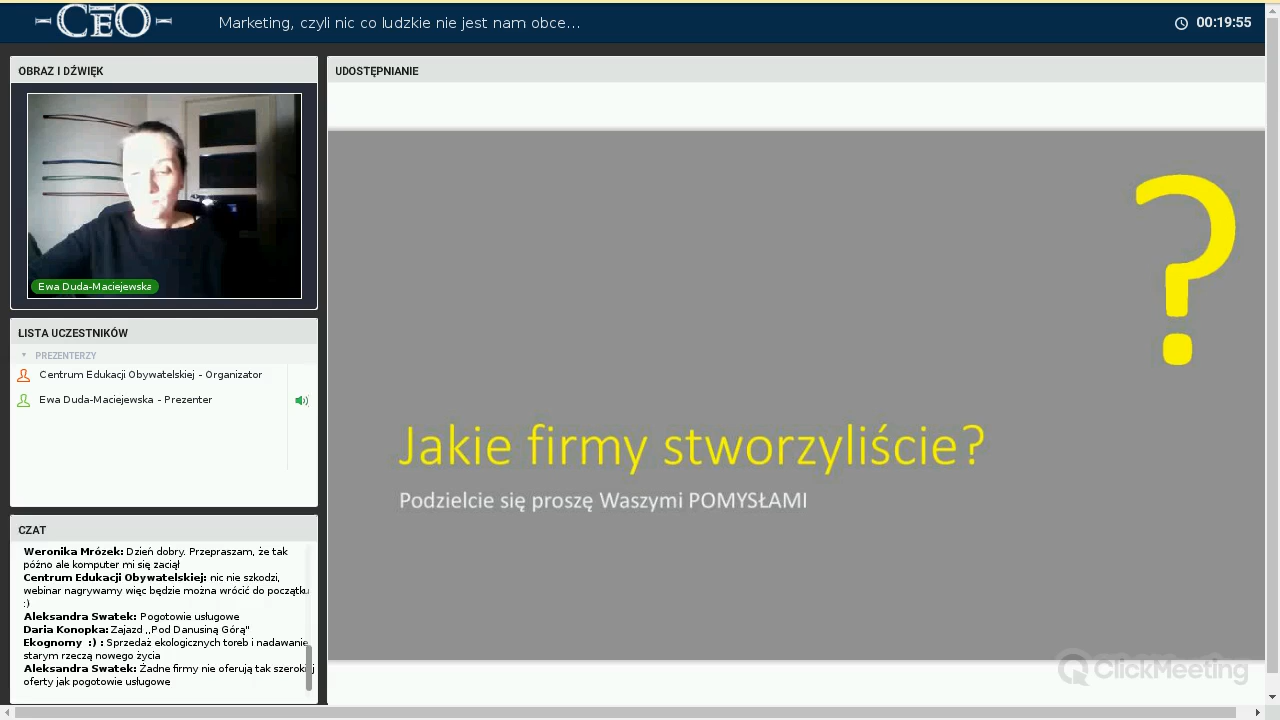 CEO
Marketing, czyli nic co ludzkie nie jest nam obce...
00:19:55
OBRAZ I DŹWIĘK
Ewa Duda-Maciejewska
LISTA UCZESTNIKÓW
PREZENTERZY
Centrum Edukacji Obywatelskiej - Organizator
Ewa Duda-Maciejewska - Prezenter
CZAT
Weronika Mrózek: Dzień dobry. Przepraszam, że tak
późno ale komputer mi się zaciął
Centrum Edukacji Obywatelskiej: nic nie szkodzi,
webinar nagrywamy więc będzie można wrócić do początku
:)
Aleksandra Swatek: Pogotowie usługowe
Daria Konopka: Zajazd ,,Pod Danusiną Górą"
Ekognomy :) : Sprzedaż ekologicznych toreb i nadawanie
starym rzeczą nowego życia
Aleksandra Swatek: Żadne firmy nie oferują tak szerokiej
oferty jak pogotowie usługowe
UDOSTĘPNIANIE
?
Jakie firmy stworzyliście?
Podzielcie się proszę Waszymi POMYSŁAMI
ClickMeeting